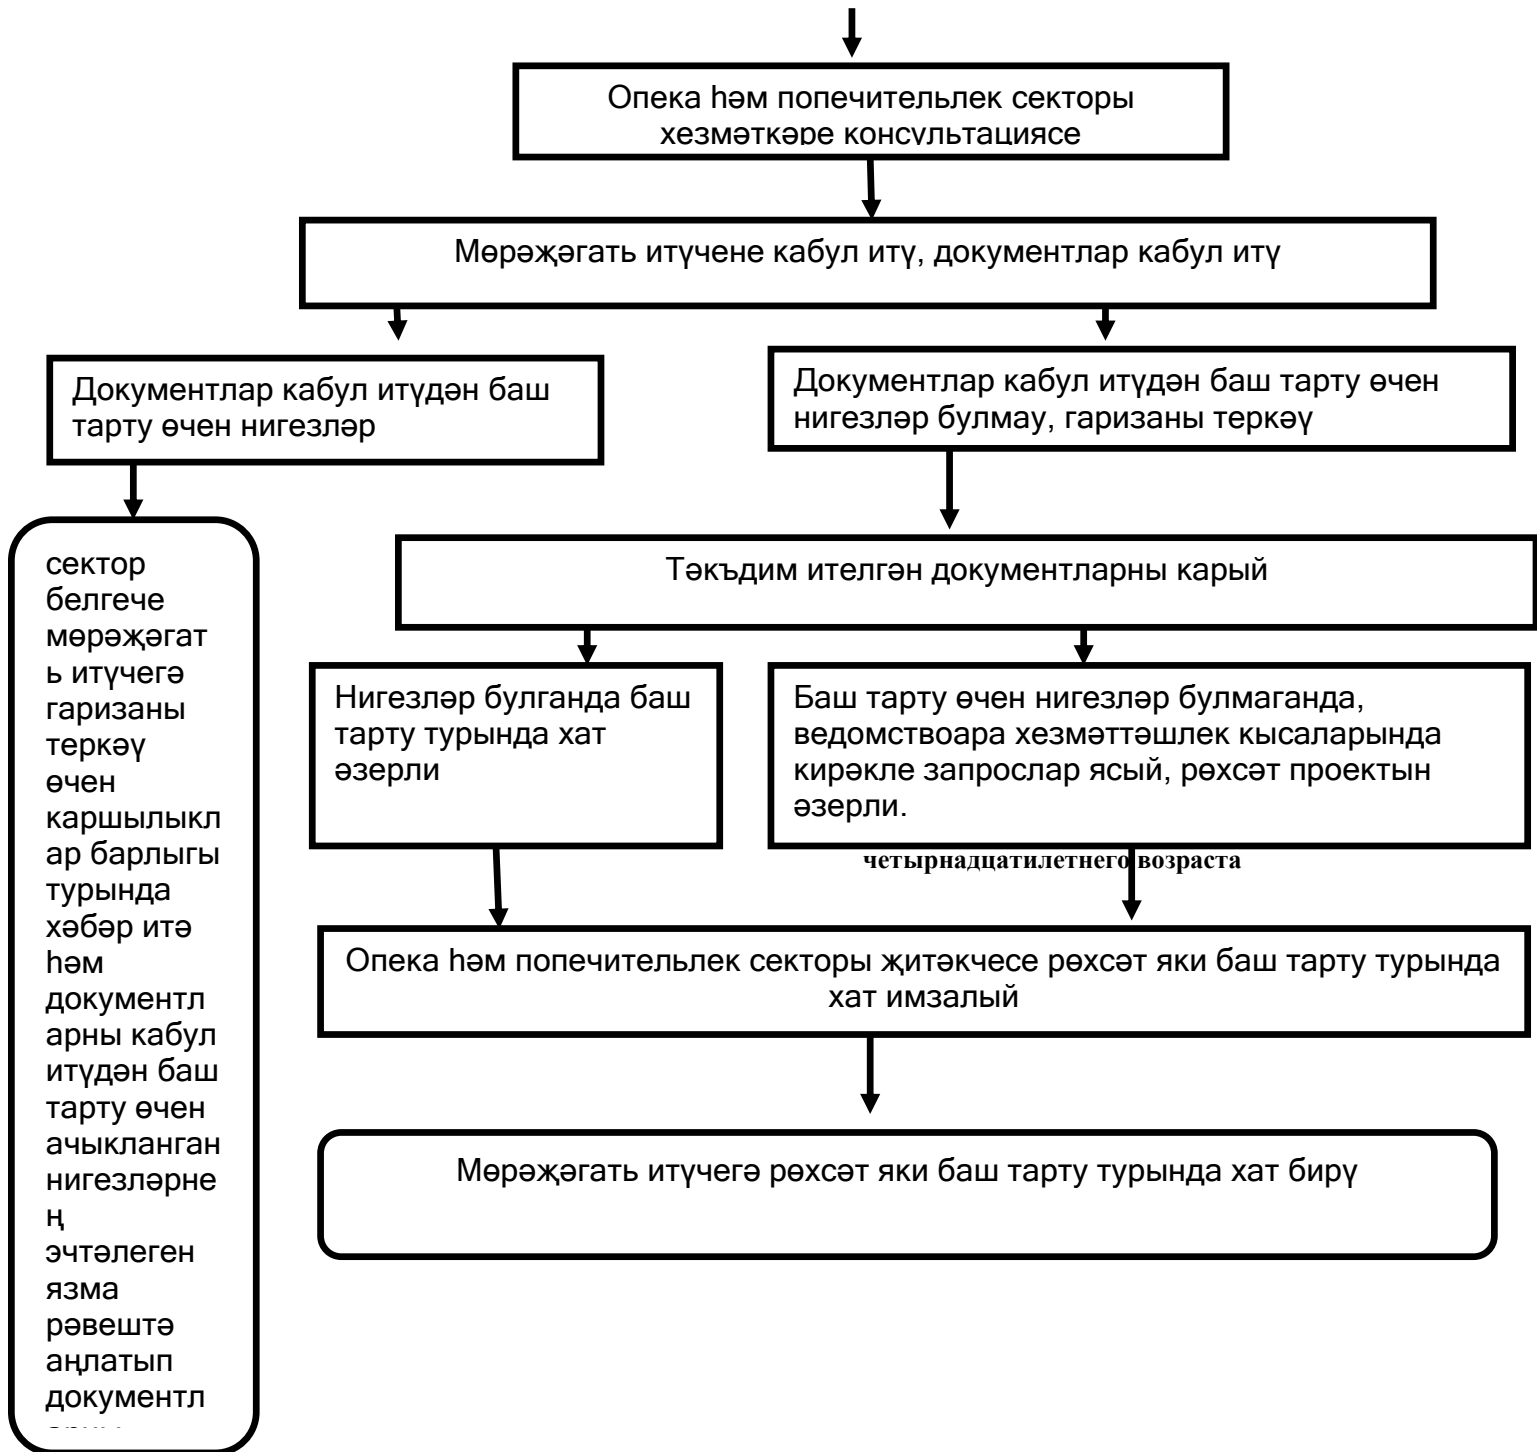 Опека һәм попечительлек секторы
хезмәткәре консультациясе
Мөрәҗәгать итүчене кабул итү, документлар кабул итү
Документлар кабул итүдән баш
тарту өчен нигезләр
Документлар кабул итүдән баш тарту өчен
нигезләр булмау, гаризаны теркәү
сектор
белгече
мөрәҗәгат
ь итүчегә
гаризаны
теркәү
өчен
каршылыкл
ар барлыгы
турында
хәбәр итә
һәм
документл
арны кабул
итүдән баш
тарту өчен
ачыкланган
нигезләрне
ң
эчтәлеген
язма
рәвештә
аңлатып
документл
Тәкъдим ителгән документларны карый
Нигезләр булганда баш
тарту турында хат
әзерли
Баш тарту өчен нигезләр булмаганда,
ведомствоара хезмәттәшлек кысаларында
кирәкле запрослар ясый, рөхсәт проектын
әзерли.
четырнадцатилетнего возраста
Опека һәм попечительлек секторы җитәкчесе рөхсәт яки баш тарту турында
хат имзалый
Мөрәҗәгать итүчегә рөхсәт яки баш тарту турында хат бирү